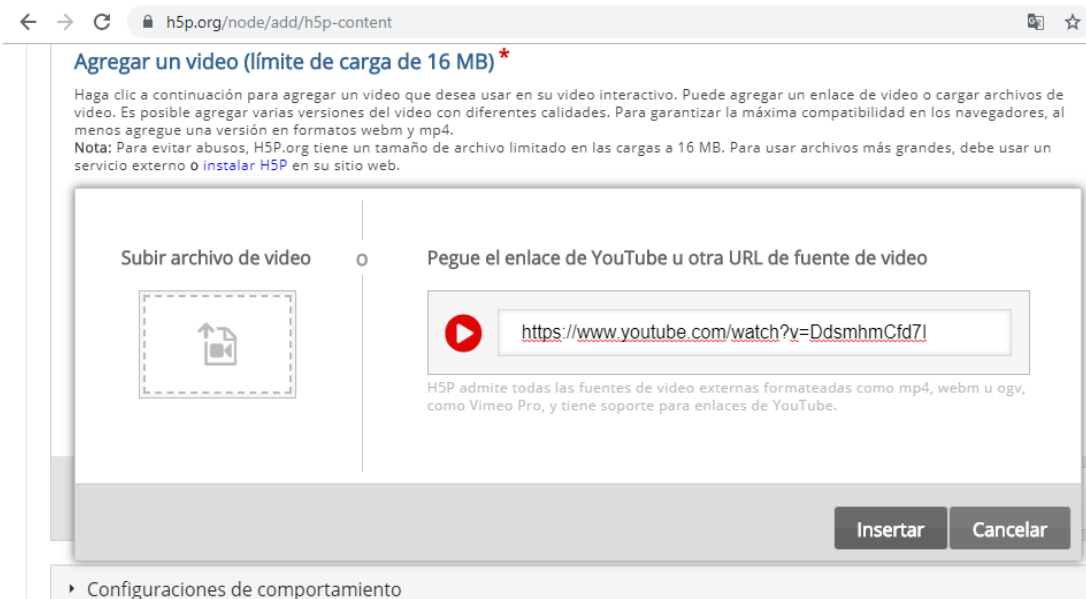 h5p.org/node/add/h5p-content
Agregar un video (límite de carga de 16 MB) *
Haga clic a continuación para agregar un video que desea usar en su video interactivo. Puede agregar un enlace de video o cargar archivos de
video. Es posible agregar varias versiones del video con diferentes calidades. Para garantizar la máxima compatibilidad en los navegadores, al
menos agregue una versión en formatos webm y mp4.
Nota: Para evitar abusos, H5P.org tiene un tamaño de archivo limitado en las cargas a 16 MB. Para usar archivos más grandes, debe usar un
servicio externo o instalar H5P en su sitio web.
Subir archivo de video
o
Pegue el enlace de YouTube u otra URL de fuente de video
https://www.youtube.com/watch?v=DdsmhmCfd7I
H5P admite todas las fuentes de video externas formateadas como mp4, webm u ogv,
como Vimeo Pro, y tiene soporte para enlaces de YouTube.
Insertar
Cancelar
Configuraciones de comportamiento